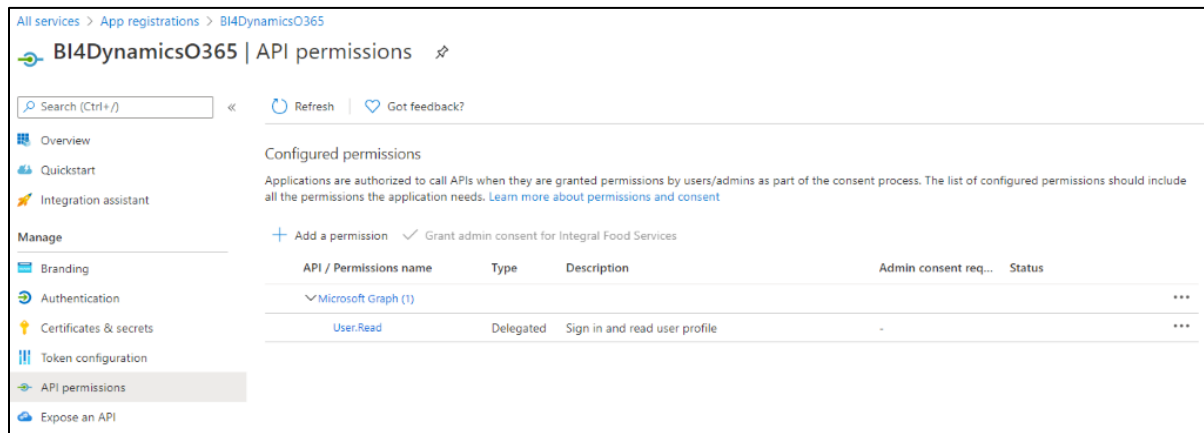 All services > App registrations > BI4DynamicsO365
BI4DynamicsO365 | API permissions
Search (Ctrl+/)
«
Refresh
Got feedback?
Overview
Quickstart
Integration assistant
Manage
Branding
Authentication
Certificates & secrets
Token configuration
API permissions
Expose an API
Configured permissions
Applications are authorized to call APIs when they are granted permissions by users/admins as part of the consent process. The list of configured permissions should include
all the permissions the application needs. Learn more about permissions and consent
+ Add a permission Grant admin consent for Integral Food Services
API / Permissions name Type Description Admin consent req... Status
Microsoft Graph (1) ...
User.Read Delegated Sign in and read user profile - ...